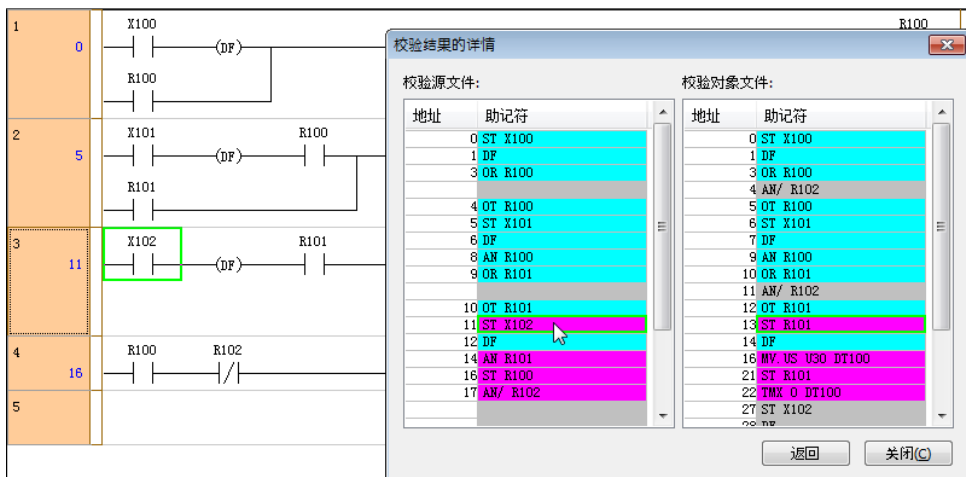 1 X100 R100
0 (DF)
R100
2 X101 R100
5 (DF)
R101
3 X102 R101
11 (DF)
4 R100 R102
16
5
校验结果的详情
校验源文件: 校验对象文件:
地址 助记符 地址 助记符
0 ST X100 0 ST X100
1 DF 1 DF
3 OR R100 3 OR R100
4 AN/ R102
4 OT R100 5 OT R100
5 ST X101 6 ST X101
6 DF 7 DF
8 AN R100 9 AN R100
9 OR R101 10 OR R101
11 AN/ R102
10 OT R101 12 OT R101
11 ST X102 13 ST R101
12 DF 14 DF
14 AN R101 16 MV.US U30 DT100
16 ST R100 21 ST R101
17 AN/ R102 22 TMX 0 DT100
27 ST X102
28 DF
返回 关闭(C)